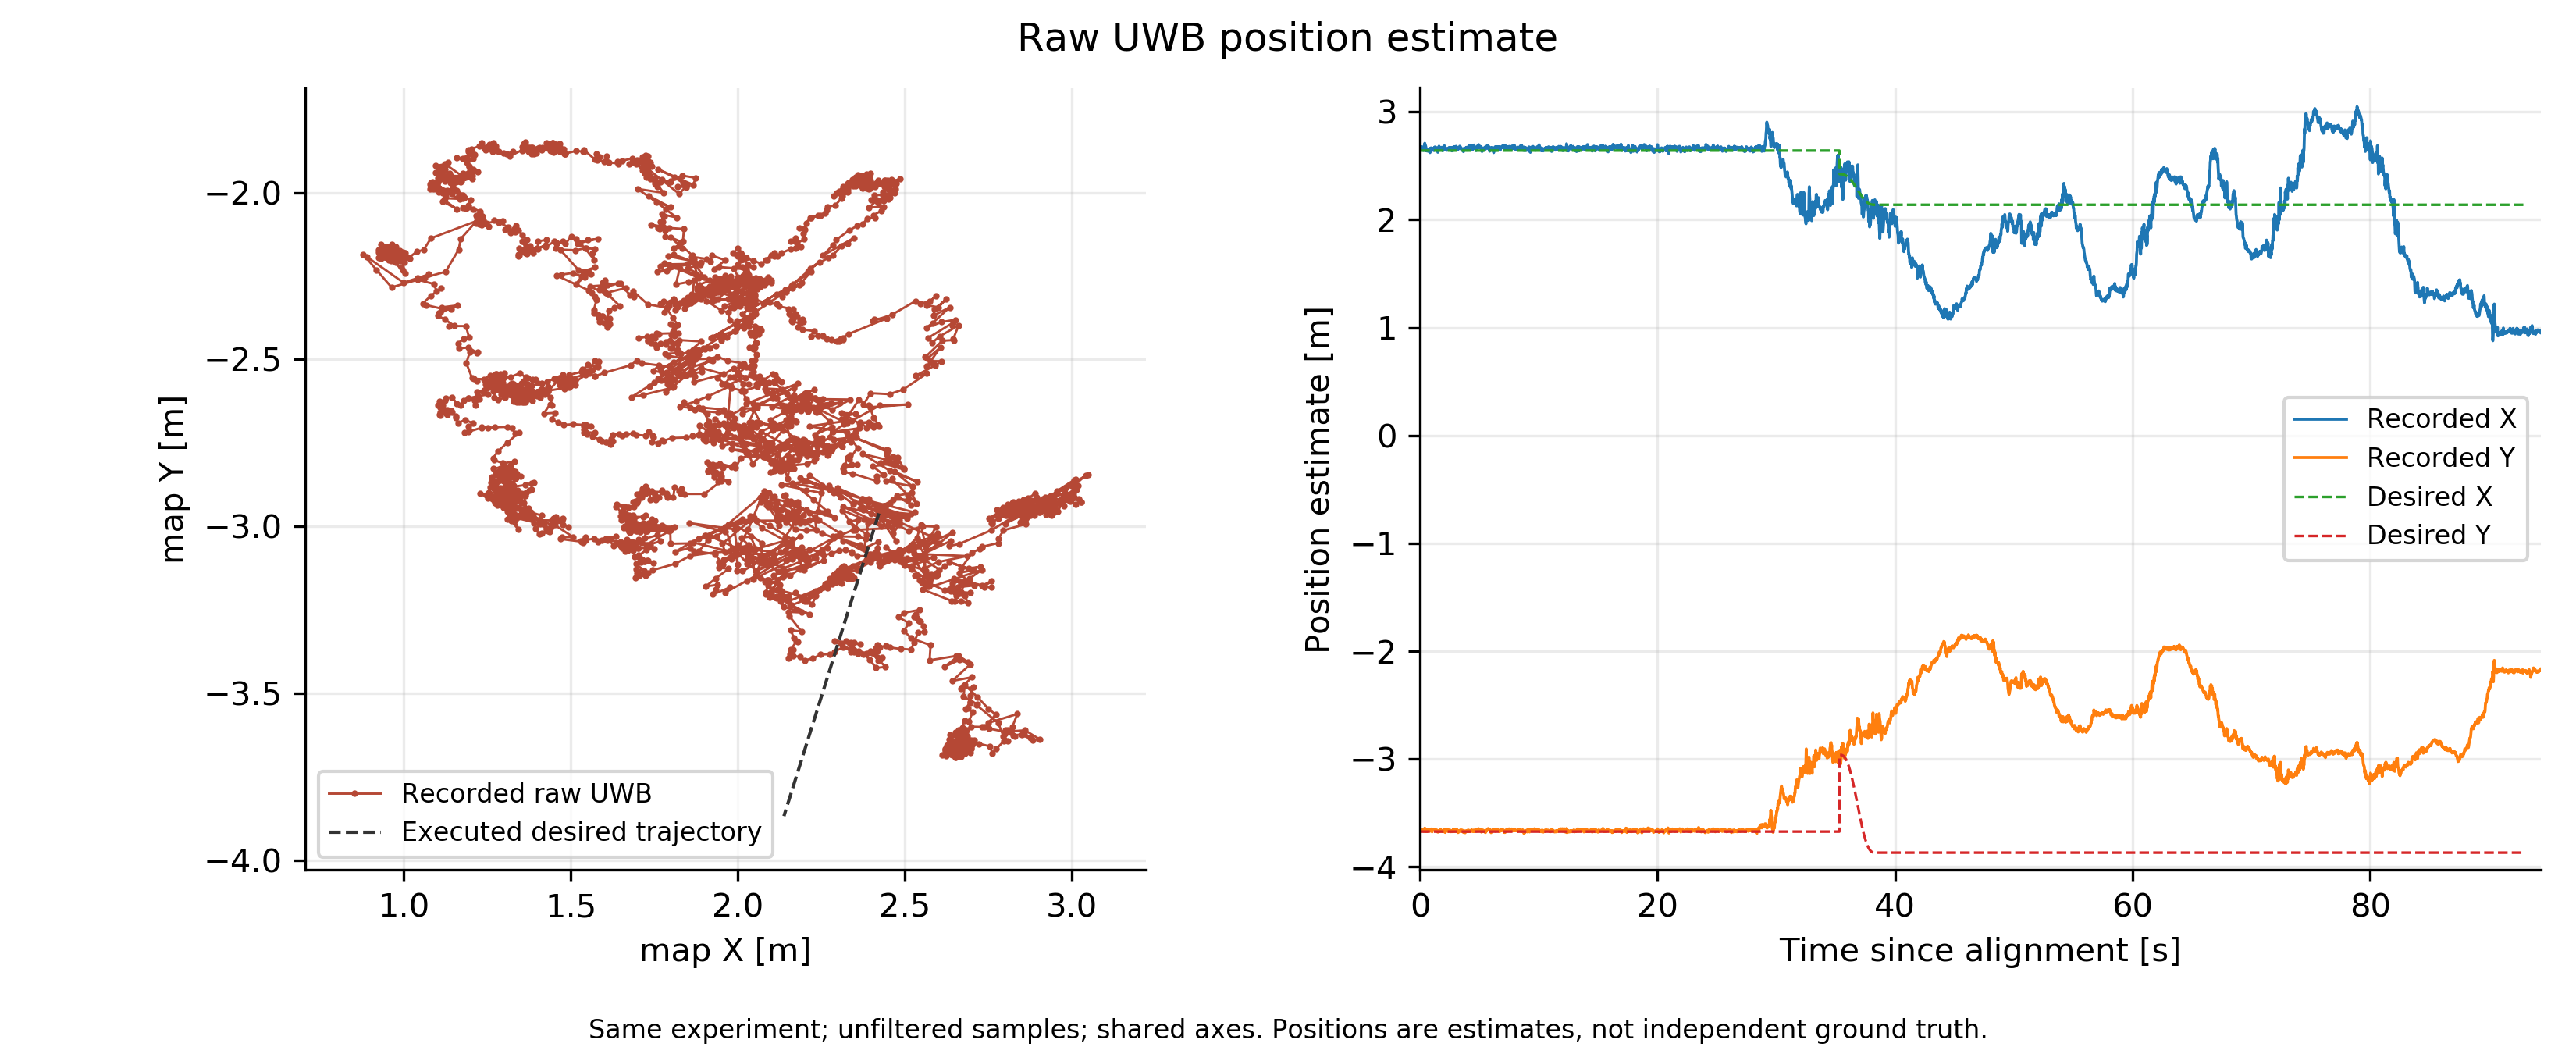 Raw UWB position estimate
map Y [m]
−2.0
−2.5
−3.0
−3.5
−4.0
Recorded raw UWB
Executed desired trajectory
1.0 1.5 2.0 2.5 3.0
map X [m]
Position estimate [m]
3
2
1
0
−1
−2
−3
−4
Recorded X
Recorded Y
Desired X
Desired Y
0 20 40 60 80
Time since alignment [s]
Same experiment; unfiltered samples; shared axes. Positions are estimates, not independent ground truth.